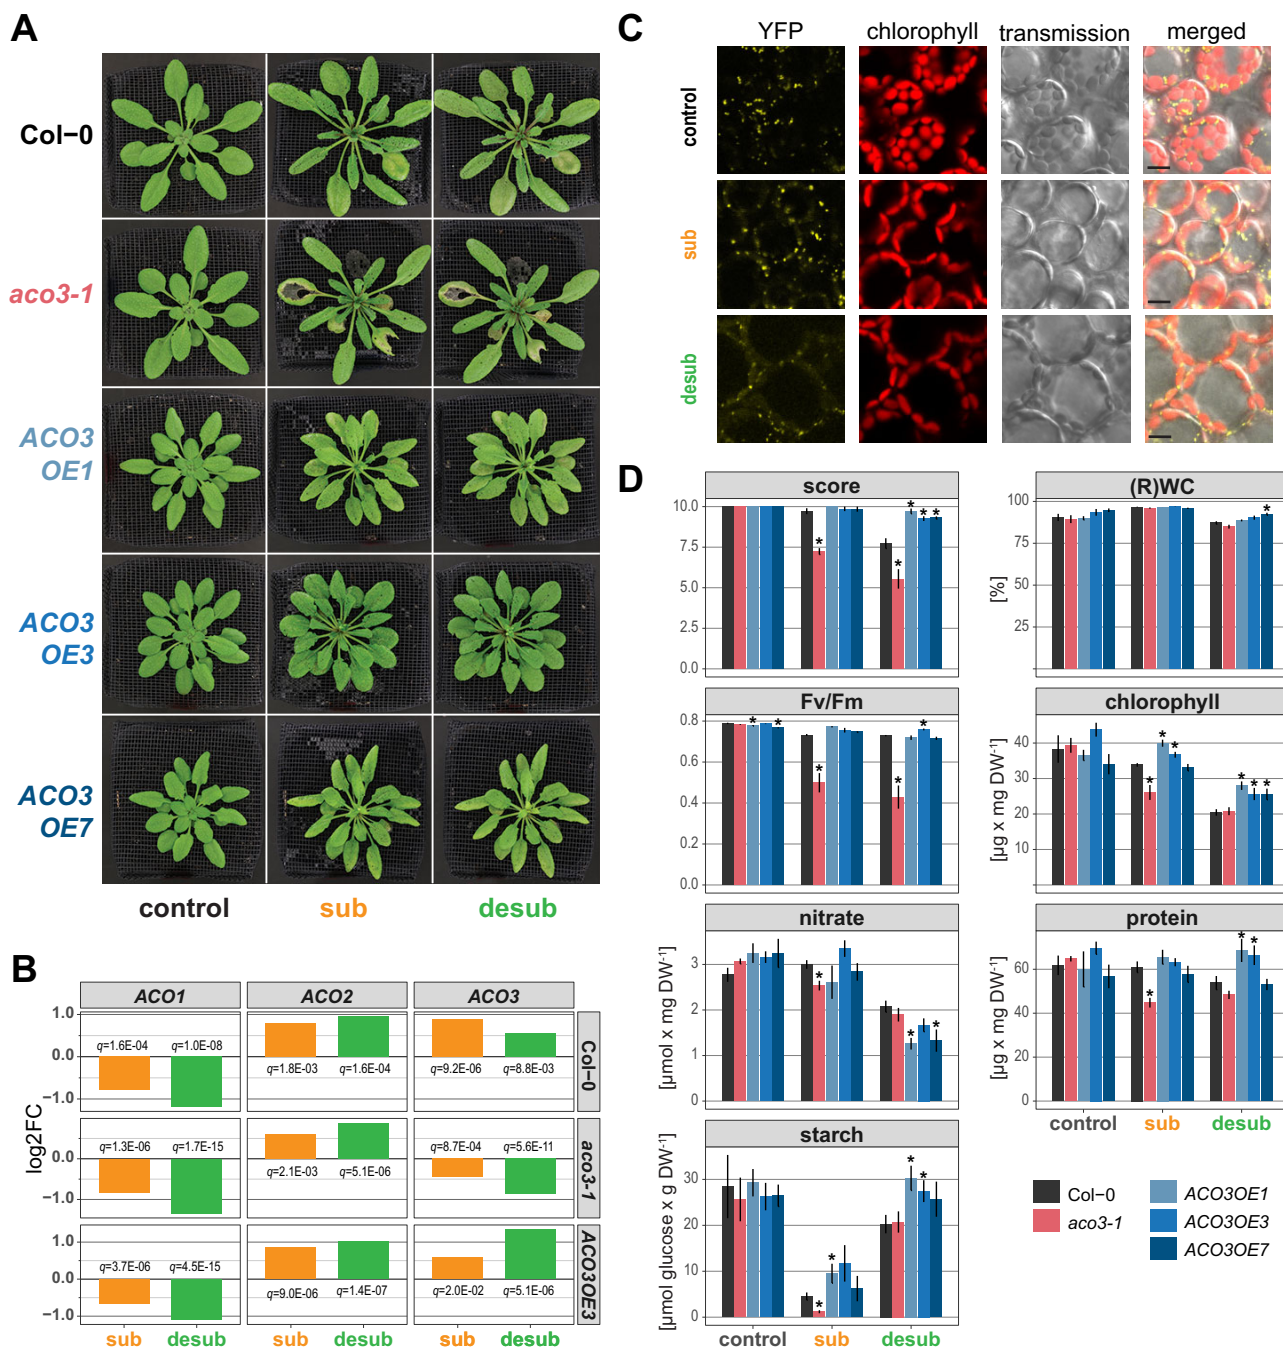 A
Col−0
aco3-1
ACO3
OE1
ACO3
OE3
ACO3
OE7
control sub desub
B
ACO1 ACO2 ACO3
log2FC
1.0
0.0
−1.0
q=1.6E-04 q=1.0E-08
q=1.8E-03 q=1.6E-04
q=9.2E-06 q=8.8E-03
Col−0
0.0
−1.0
q=1.3E-06 q=1.7E-15
q=2.1E-03 q=5.1E-06
q=8.7E-04 q=5.6E-11
aco3-1
1.0
0.0
−1.0
q=3.7E-06 q=4.5E-15
q=9.0E-06 q=1.4E-07
q=2.0E-02 q=5.1E-06
ACO3OE3
sub desub sub desub sub desub
C
YFP chlorophyll transmission merged
control
sub
desub
D
score
10.0
7.5
5.0
2.5
0.0
* * * * *
(R)WC
[%]
100
75
50
25
*
Fv/Fm
0.8
0.6
0.4
0.2
0.0
* * * * *
chlorophyll
[µg x mg DW-1]
40
30
20
10
* * * * * *
nitrate
[µmol x mg DW-1]
3
2
1
0
* * *
protein
[µg x mg DW-1]
60
40
20
0
* * *
control sub desub
starch
[µmol glucose x g DW-1]
30
20
10
0
* * * *
control sub desub
Col−0
aco3-1
ACO3OE1
ACO3OE3
ACO3OE7